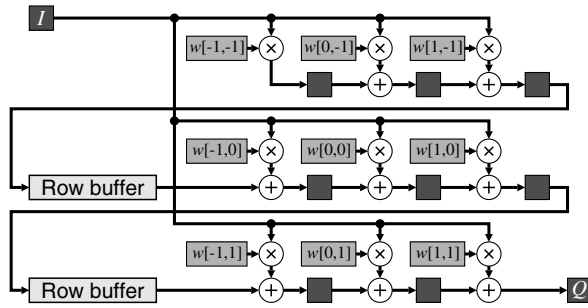 I
w[-1,-1] × w[0,-1] × w[1,-1] ×
+ +
w[-1,0] × w[0,0] × w[1,0] ×
Row buffer + + +
w[-1,1] × w[0,1] × w[1,1] ×
Row buffer + + + Q